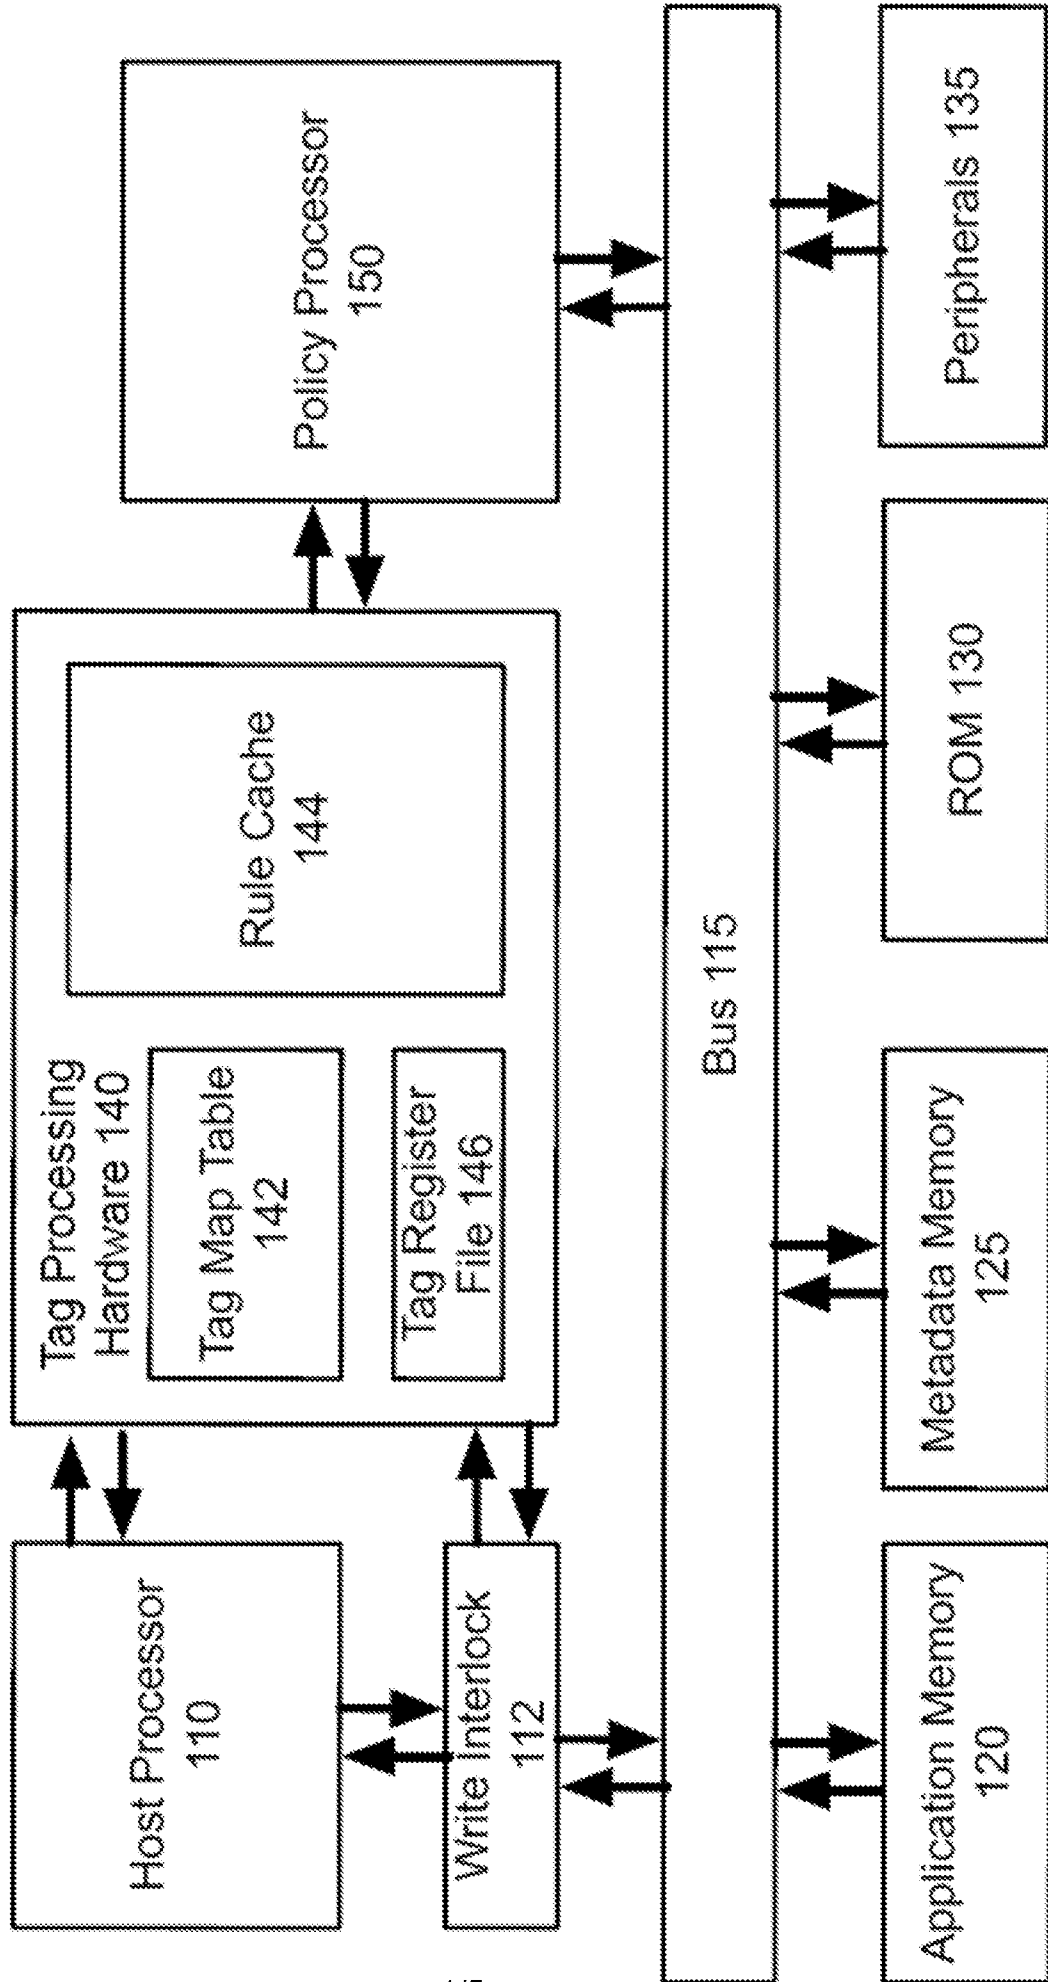 Host Processor
110
Tag Processing
Hardware 140
Tag Map Table
142
Tag Register
File 146
Rule Cache
144
Policy Processor
150
Write Interlock
112
Bus 115
Application Memory
120
Metadata Memory
125
ROM 130
Peripherals 135